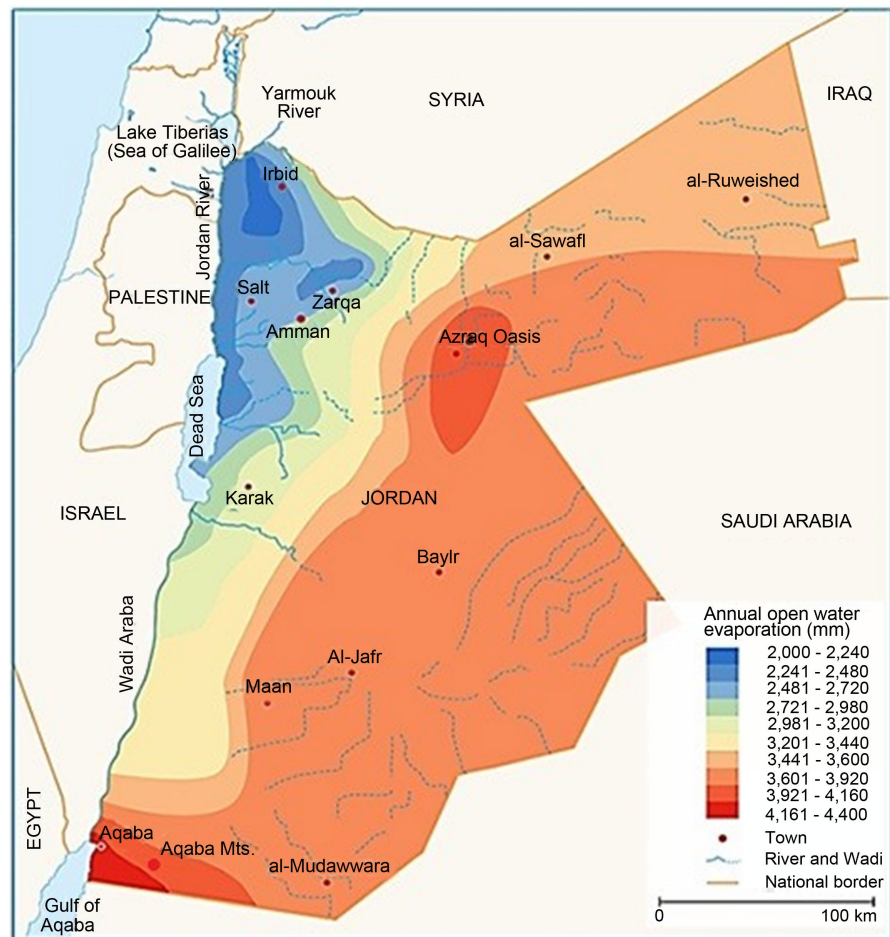 Yarmouk
River
SYRIA
IRAQ
Lake Tiberias
(Sea of Galilee)
Irbid
al-Ruweished
Jordan River
al-Sawafl
PALESTINE
Salt
Zarqa
Amman
Azraq Oasis
Dead Sea
Karak
JORDAN
ISRAEL
SAUDI ARABIA
Baylr
Wadi Araba
Al-Jafr
Maan
EGYPT
Aqaba
Aqaba Mts.
al-Mudawwara
Gulf of
Aqaba
Annual open water
evaporation (mm)
2,000 - 2,240
2,241 - 2,480
2,481 - 2,720
2,721 - 2,980
2,981 - 3,200
3,201 - 3,440
3,441 - 3,600
3,601 - 3,920
3,921 - 4,160
4,161 - 4,400
Town
River and Wadi
National border
0 100 km